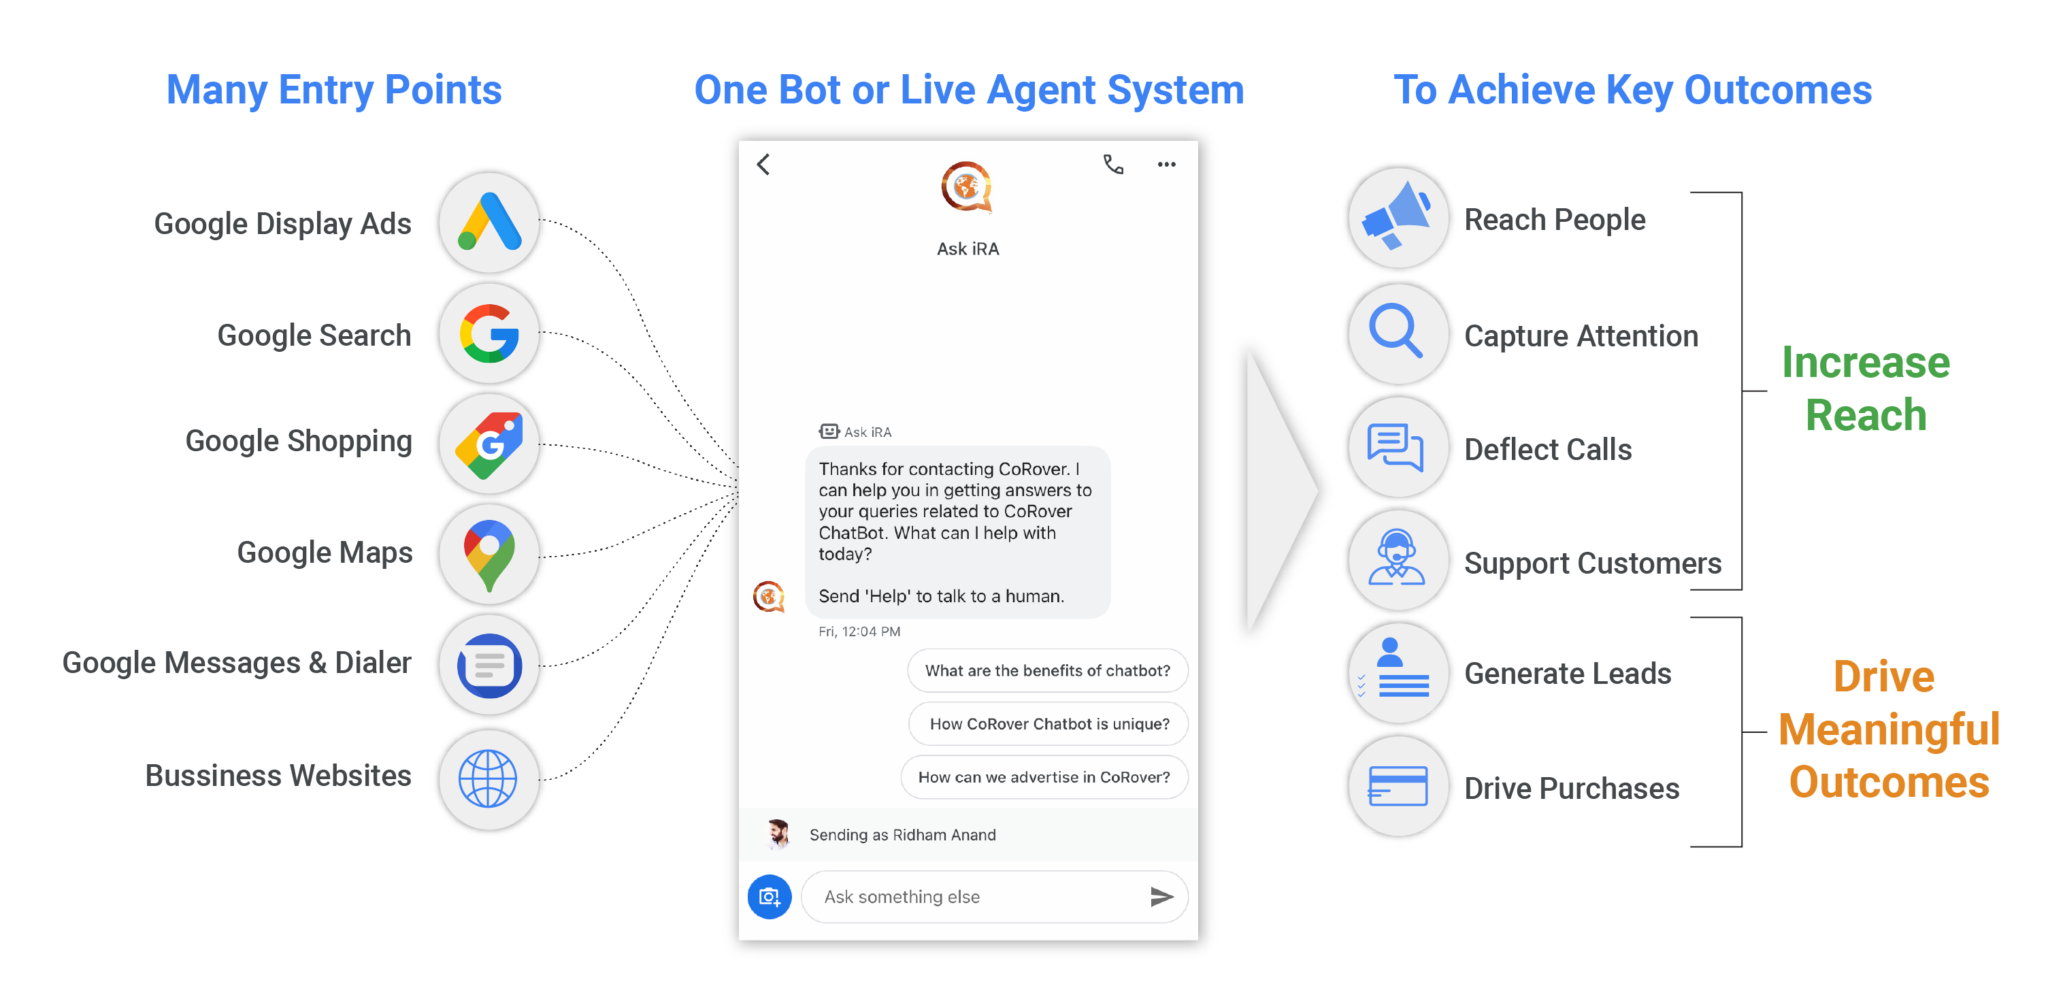 Many Entry Points
Google Display Ads
Google Search
Google Shopping
Google Maps
Google Messages & Dialer
Bussiness Websites
One Bot or Live Agent System
Ask iRA
Ask iRA
Thanks for contacting CoRover. I
can help you in getting answers to
your queries related to CoRover
ChatBot. What can I help with
today?
Send 'Help' to talk to a human.
Fri, 12:04 PM
What are the benefits of chatbot?
How CoRover Chatbot is unique?
How can we advertise in CoRover?
Sending as Ridham Anand
Ask something else
To Achieve Key Outcomes
Reach People
Capture Attention
Deflect Calls
Support Customers
Generate Leads
Drive Purchases
Increase
Reach
Drive
Meaningful
Outcomes